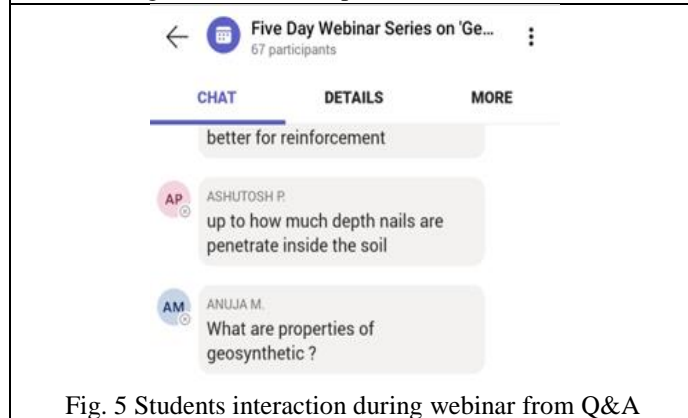 Five Day Webinar Series on 'Ge...
67 participants
CHAT DETAILS MORE
better for reinforcement
AP
ASHUTOSH P.
up to how much depth nails are
penetrate inside the soil
AM
ANUJA M.
What are properties of
geosynthetic ?
Fig. 5 Students interaction during webinar from Q&A